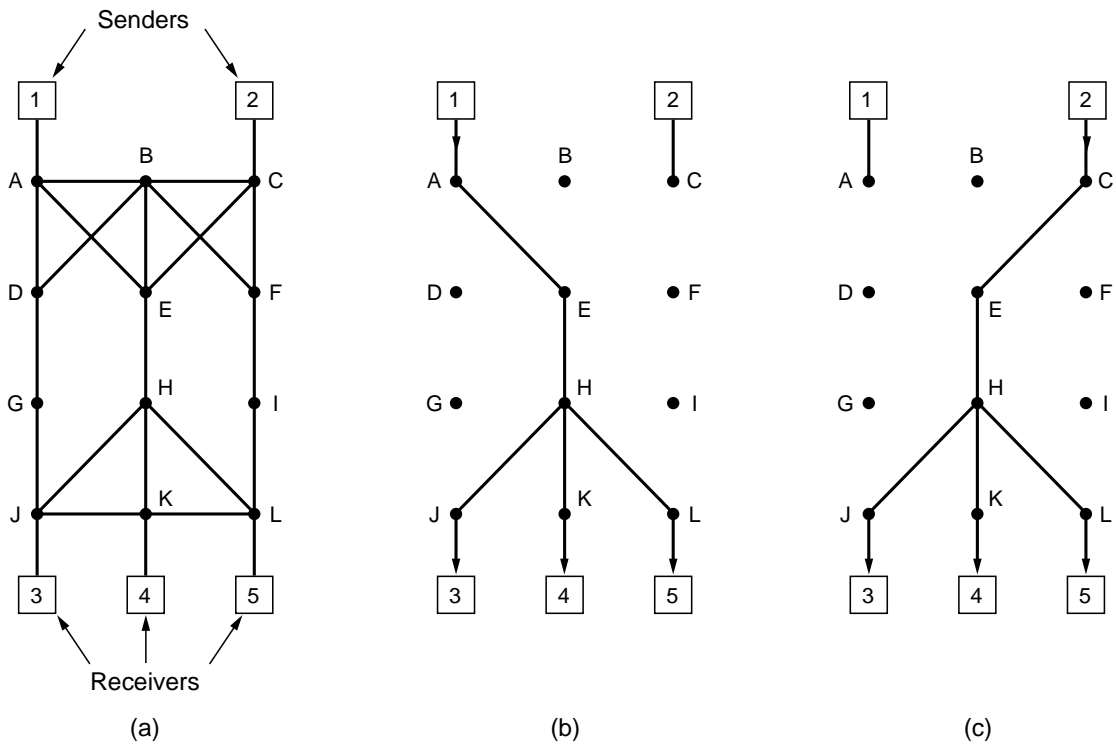 Senders
1 2 1 2 1 2
B B B
A C A C A C
D E F D E F D E F
G H I G H I G H I
J K L J K L J K L
3 4 5 3 4 5 3 4 5
Receivers
(a) (b) (c)